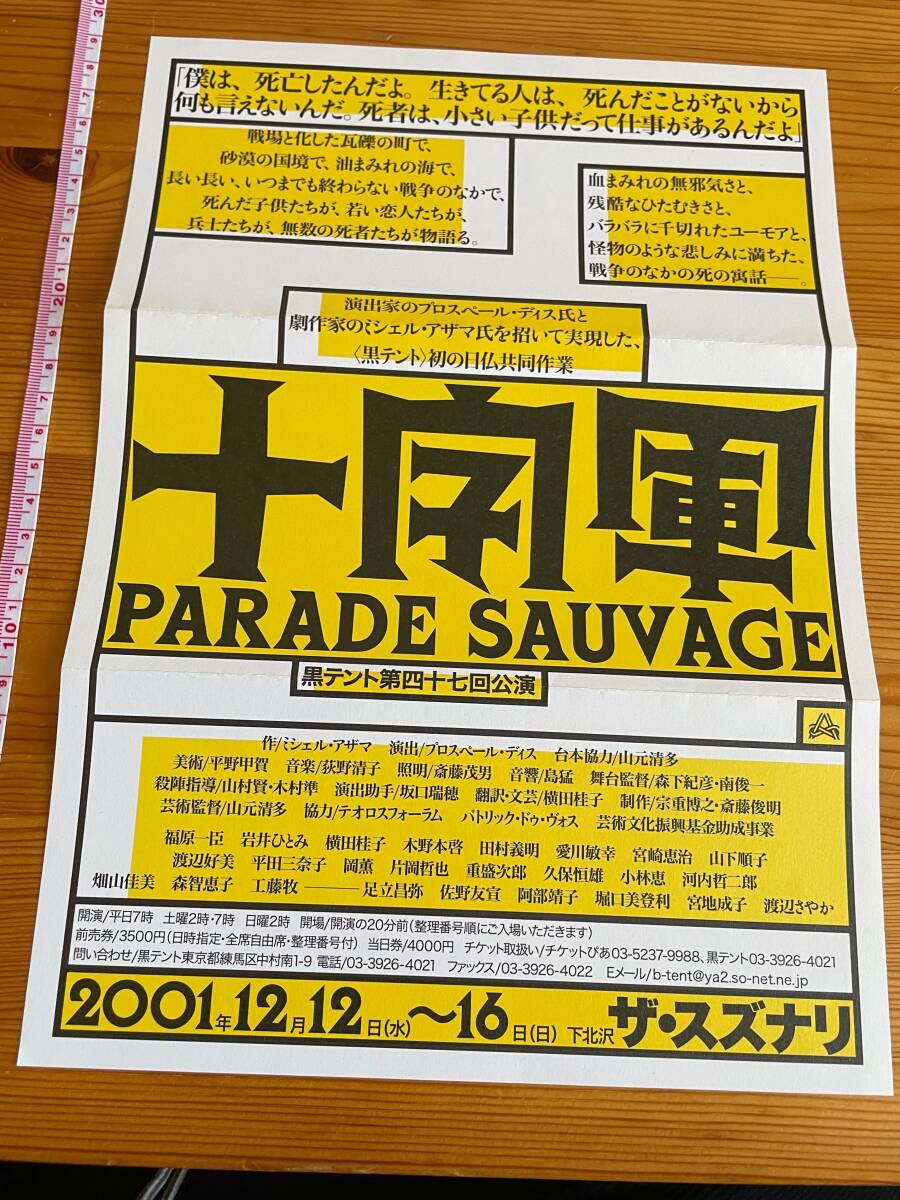 「僕は、死亡したんだよ。生きてる人は、死んだことがないから
何も言えないんだ。死者は、小さい子供だって仕事があるんだよ」
戦場と化した瓦礫の町で、
砂漠の国境で、油まみれの海で、
長い長い、いつまでも終わらない戦争のなかで、
死んだ子供たちが、若い恋人たちが、
兵士たちが、無数の死者たちが物語る。
血まみれの無邪気さと、
残酷なひたむきさと、
バラバラに千切れたユーモアと、
怪物のような悲しみに満ちた、
戦争のなかの死の寓話――。
演出家のプロスペール・ディス氏と
劇作家のミシェル・アザマ氏を招いて実現した、
〈黒テント〉初の日仏共同作業
十字軍
PARADE SAUVAGE
黒テント第四十七回公演
作/ミシェル・アザマ 演出/プロスペール・ディス 台本協力/山元清多
美術/平野甲賀 音楽/荻野清子 照明/斎藤茂男 音響/島猛 舞台監督/森下紀彦・南俊一
殺陣指導/山村賢・木村準 演出助手/坂口瑞穂 翻訳・文芸/横田桂子 制作/宗重博之・斎藤俊明
芸術監督/山元清多 協力/テオロスフォーラム パトリック・ドゥ・ヴォス 芸術文化振興基金助成事業
福原一臣 岩井ひとみ 横田桂子 木野本啓 田村義明 愛川敏幸 宮崎恵治 山下順子
渡辺好美 平田三奈子 岡薫 片岡哲也 重盛次郎 久保恒雄 小林恵 河内哲二郎
畑山佳美 森智恵子 工藤牧 ――― 足立昌弥 佐野友宣 阿部靖子 堀口美登利 宮地成子 渡辺さやか
開演/平日7時 土曜2時・7時 日曜2時 開場/開演の20分前(整理番号順にご入場いただきます)
前売券/3500円(日時指定・全席自由席・整理番号付) 当日券/4000円 チケット取扱い/チケットぴあ03-5237-9988、黒テント03-3926-4021
問い合わせ/黒テント東京都練馬区中村南1-9 電話/03-3926-4021 ファックス/03-3926-4022 Eメール/b-tent@ya2.so-net.ne.jp
2001年12月12日(水)〜16日(日) 下北沢 ザ・スズナリ